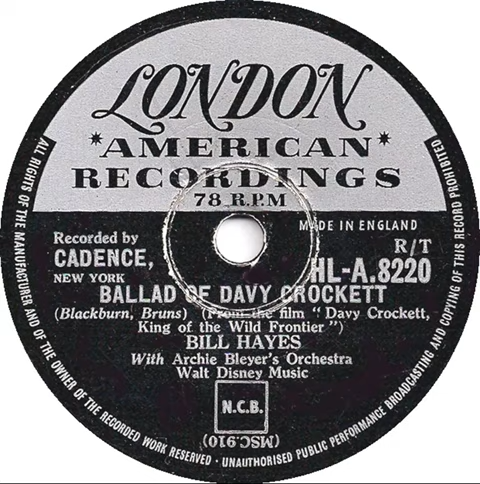 LONDON
*AMERICAN*
RECORDINGS
78 R.P.M
MADE IN ENGLAND
Recorded by
CADENCE,
NEW YORK
R/T
HL-A.8220
BALLAD OF DAVY CROCKETT
(Blackburn, Bruns) (From the film "Davy Crockett,
King of the Wild Frontier")
BILL HAYES
With Archie Bleyer's Orchestra
Walt Disney Music
N.C.B.
(MSC.910)
ALL RIGHTS OF THE MANUFACTURER AND OF THE OWNER OF THE RECORDED WORK RESERVED · UNAUTHORISED PUBLIC PERFORMANCE BROADCASTING AND COPYING OF THIS RECORD PROHIBITED